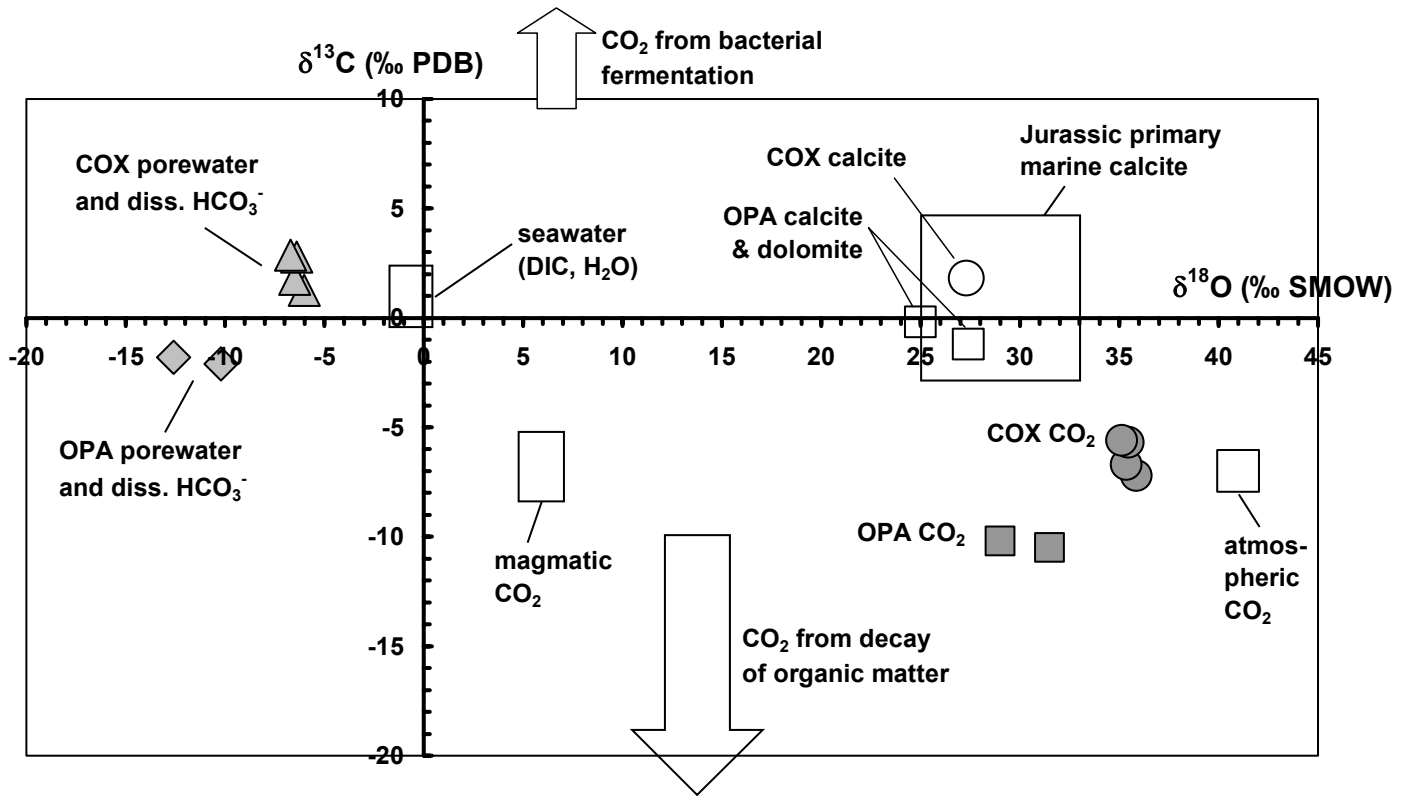 CO₂ from bacterial
fermentation
δ¹³C (‰ PDB)
10
Jurassic primary
marine calcite
COX calcite
COX porewater
and diss. HCO₃⁻
5
OPA calcite
& dolomite
seawater
(DIC, H₂O)
δ¹⁸O (‰ SMOW)
0
-20 -15 -10 -5 0 5 10 15 20 25 30 35 40 45
-5
COX CO₂
OPA porewater
and diss. HCO₃⁻
-10
OPA CO₂
magmatic
CO₂
atmos-
pheric
CO₂
-15
CO₂ from decay
of organic matter
-20